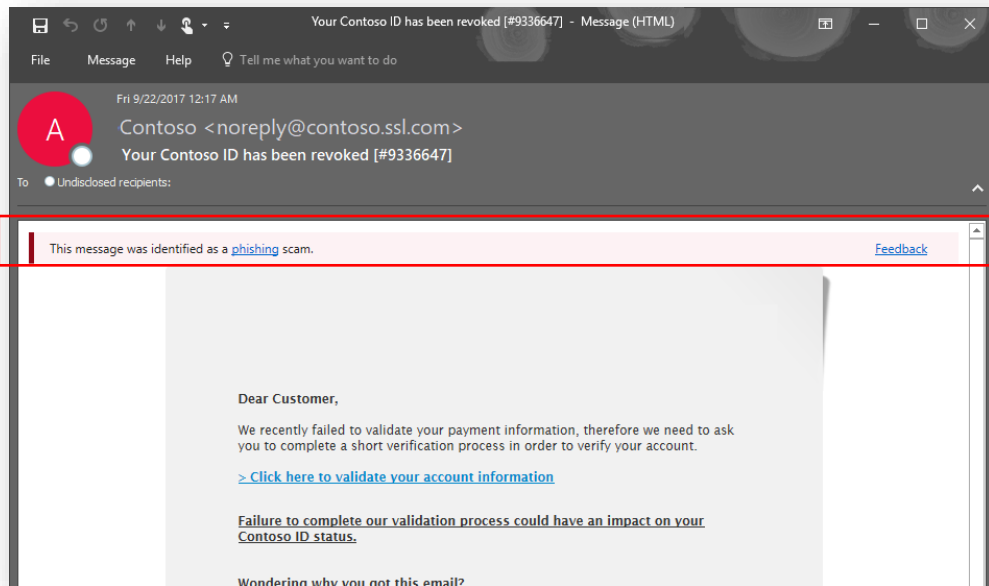 Your Contoso ID has been revoked [#9336647] - Message (HTML)
File Message Help Tell me what you want to do
Fri 9/22/2017 12:17 AM
A
Contoso <noreply@contoso.ssl.com>
Your Contoso ID has been revoked [#9336647]
To Undisclosed recipients:
This message was identified as a phishing scam. Feedback
Dear Customer,
We recently failed to validate your payment information, therefore we need to ask
you to complete a short verification process in order to verify your account.
> Click here to validate your account information
Failure to complete our validation process could have an impact on your
Contoso ID status.
Wondering why you got this email?